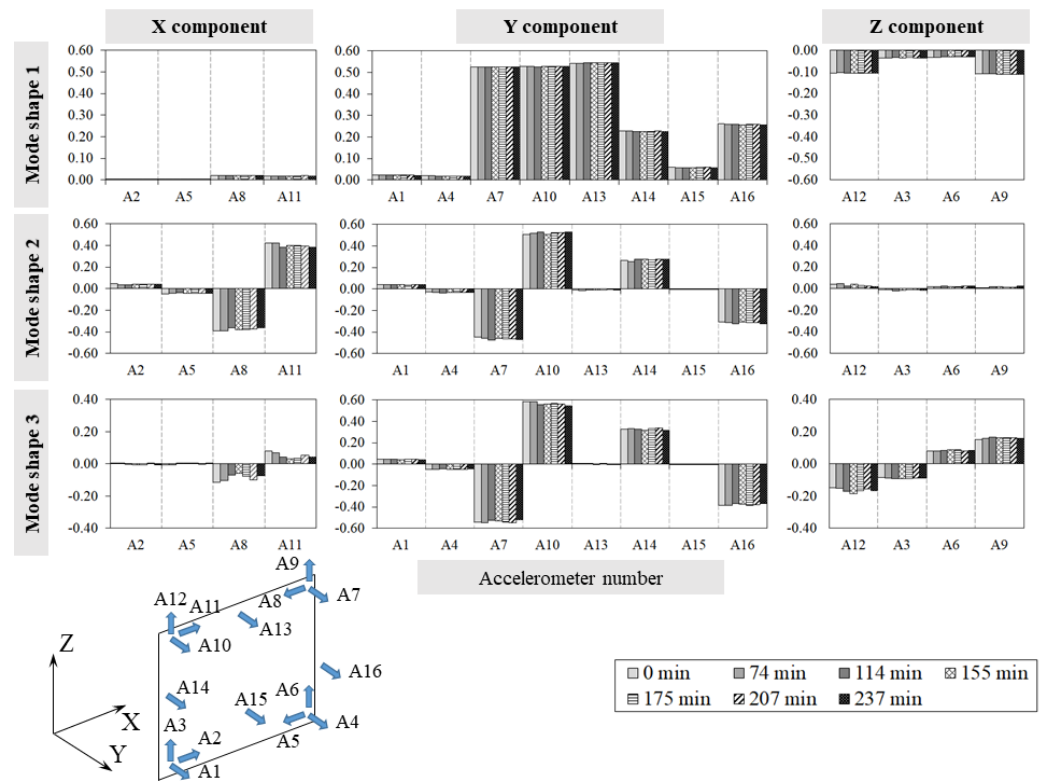 X component
Y component
Z component
Mode shape 1
0.60
0.50
0.40
0.30
0.20
0.10
0.00
A2 A5 A8 A11
0.60
0.50
0.40
0.30
0.20
0.10
0.00
A1 A4 A7 A10 A13 A14 A15 A16
0.00
-0.10
-0.20
-0.30
-0.40
-0.50
-0.60
A12 A3 A6 A9
Mode shape 2
0.60
0.40
0.20
0.00
-0.20
-0.40
-0.60
A2 A5 A8 A11
0.60
0.40
0.20
0.00
-0.20
-0.40
-0.60
A1 A4 A7 A10 A13 A14 A15 A16
0.60
0.40
0.20
0.00
-0.20
-0.40
-0.60
A12 A3 A6 A9
Mode shape 3
0.40
0.20
0.00
-0.20
-0.40
A2 A5 A8 A11
0.60
0.40
0.20
0.00
-0.20
-0.40
-0.60
A1 A4 A7 A10 A13 A14 A15 A16
0.40
0.20
0.00
-0.20
-0.40
A12 A3 A6 A9
Accelerometer number
A9
A12
A11
A8
A7
A10
A13
Z
A16
A14
A15
A6
X
A3
A2
A5
A4
Y
A1
0 min 74 min 114 min 155 min
175 min 207 min 237 min